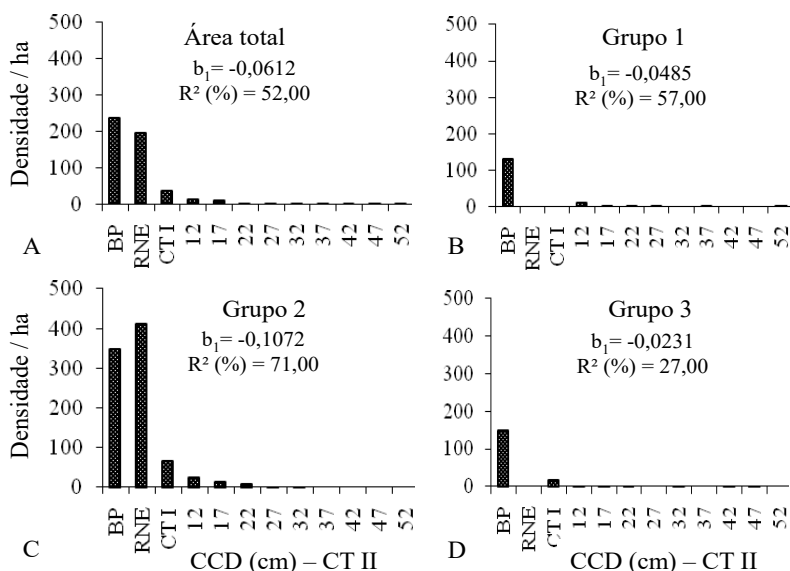 Área total
b₁= -0,0612
R² (%) = 52,00
Densidade / ha
500
400
300
200
100
0
BP
RNE
CT I
12
17
22
27
32
37
42
47
52
A
Grupo 1
b₁= -0,0485
R² (%) = 57,00
500
400
300
200
100
0
BP
RNE
CT I
12
17
22
27
32
37
42
47
52
B
Grupo 2
b₁= -0,1072
R² (%) = 71,00
Densidade / ha
500
400
300
200
100
0
BP
RNE
CT I
12
17
22
27
32
37
42
47
52
C
CCD (cm) – CT II
Grupo 3
b₁= -0,0231
R² (%) = 27,00
500
400
300
200
100
0
BP
RNE
CT I
12
17
22
27
32
37
42
47
52
D
CCD (cm) – CT II